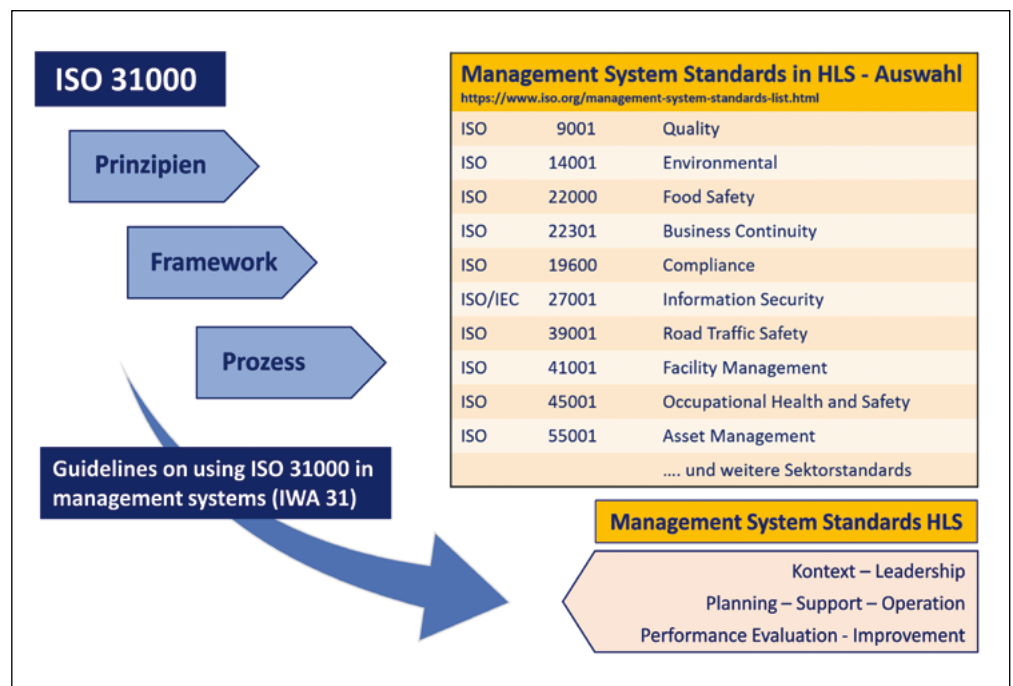 ISO 31000
Prinzipien
Framework
Prozess
Guidelines on using ISO 31000 in
management systems (IWA 31)
Management System Standards in HLS - Auswahl
https://www.iso.org/management-system-standards-list.html
ISO 9001 Quality
ISO 14001 Environmental
ISO 22000 Food Safety
ISO 22301 Business Continuity
ISO 19600 Compliance
ISO/IEC 27001 Information Security
ISO 39001 Road Traffic Safety
ISO 41001 Facility Management
ISO 45001 Occupational Health and Safety
ISO 55001 Asset Management
.... und weitere Sektorstandards
Management System Standards HLS
Kontext – Leadership
Planning – Support – Operation
Performance Evaluation - Improvement